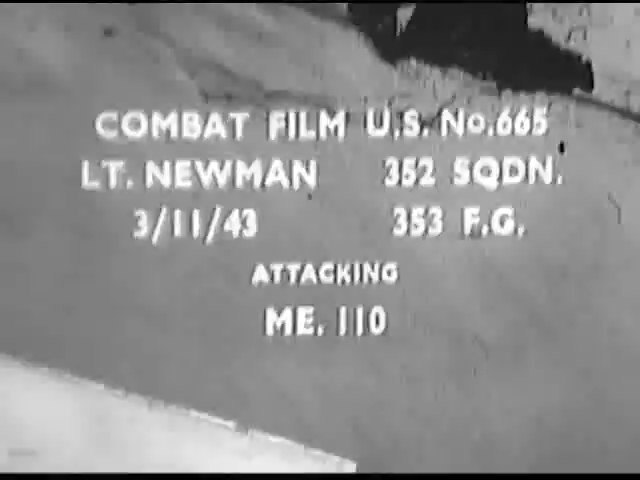 COMBAT FILM U.S. No.665
LT. NEWMAN 352 SQDN.
3/11/43 353 F.G.
ATTACKING
ME. 110